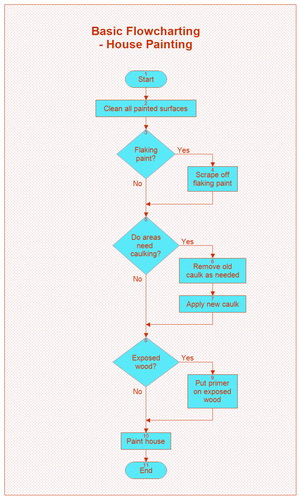 Basic Flowcharting
- House Painting
Start
Clean all painted surfaces
Flaking
paint?
Yes
Scrape off
flaking paint
No
Do areas
need
caulking?
Yes
Remove old
caulk as needed
Apply new caulk
No
Exposed
wood?
Yes
Put primer
on exposed
wood
No
10
Paint house
11
End